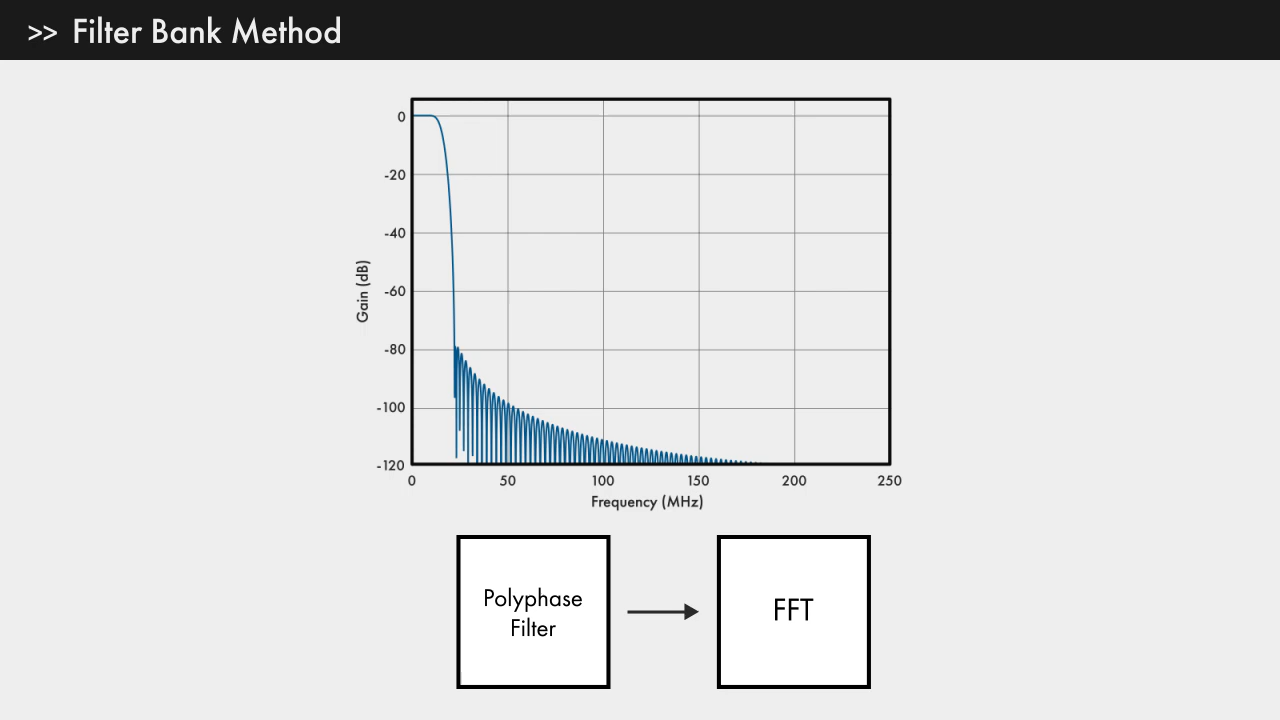 >> Filter Bank Method
0
-20
-40
-60
-80
-100
-120
Gain (dB)
0 50 100 150 200 250
Frequency (MHz)
Polyphase
Filter
FFT